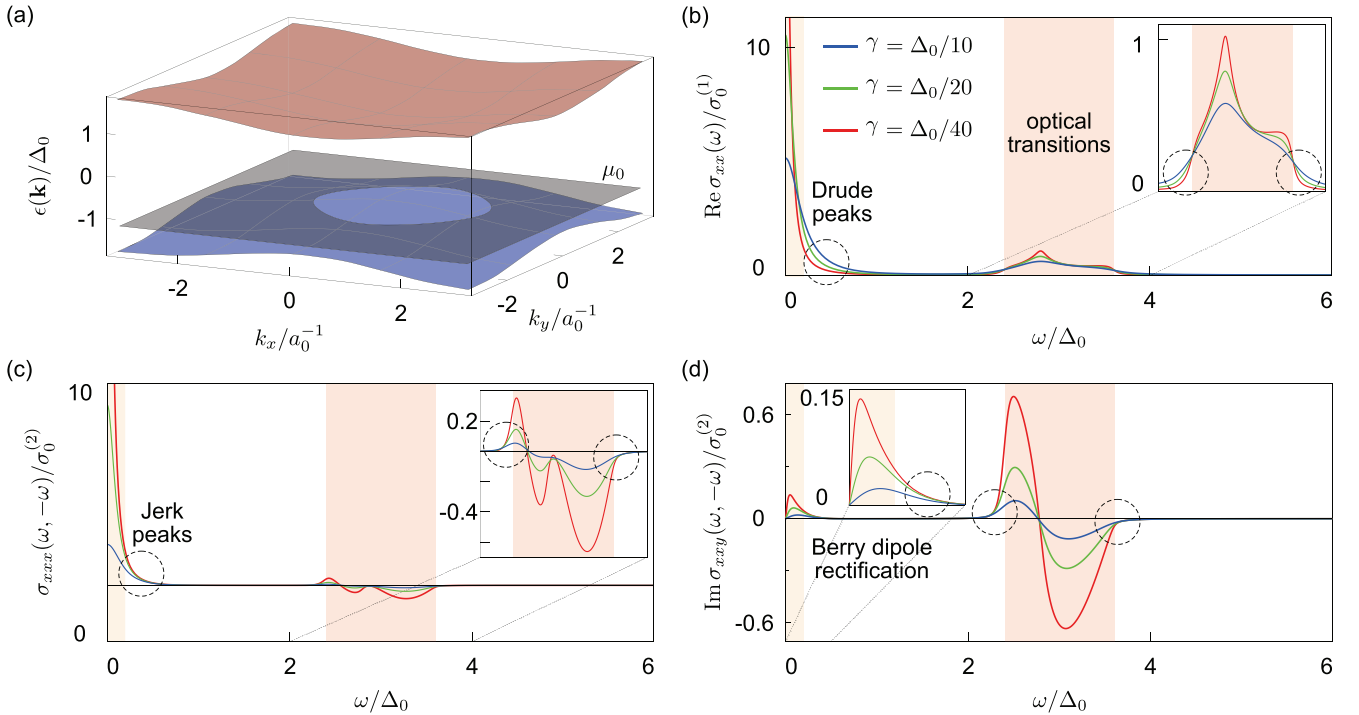 (a)
ϵ(k)/Δ₀
1
0
-1
μ₀
-2
0
2
kₓ/a₀⁻¹
-2
0
2
k_y/a₀⁻¹
(b)
Re σₓₓ(ω)/σ₀⁽¹⁾
10
0
γ = Δ₀/10
γ = Δ₀/20
γ = Δ₀/40
optical
transitions
Drude
peaks
1
0
0
2
4
6
ω/Δ₀
(c)
σₓₓₓ(ω, −ω)/σ₀⁽²⁾
10
0
Jerk
peaks
0.2
-0.4
0
2
4
6
ω/Δ₀
(d)
Im σ_xxy(ω, −ω)/σ₀⁽²⁾
0.6
0
-0.6
0.15
0
Berry dipole
rectification
0
2
4
6
ω/Δ₀